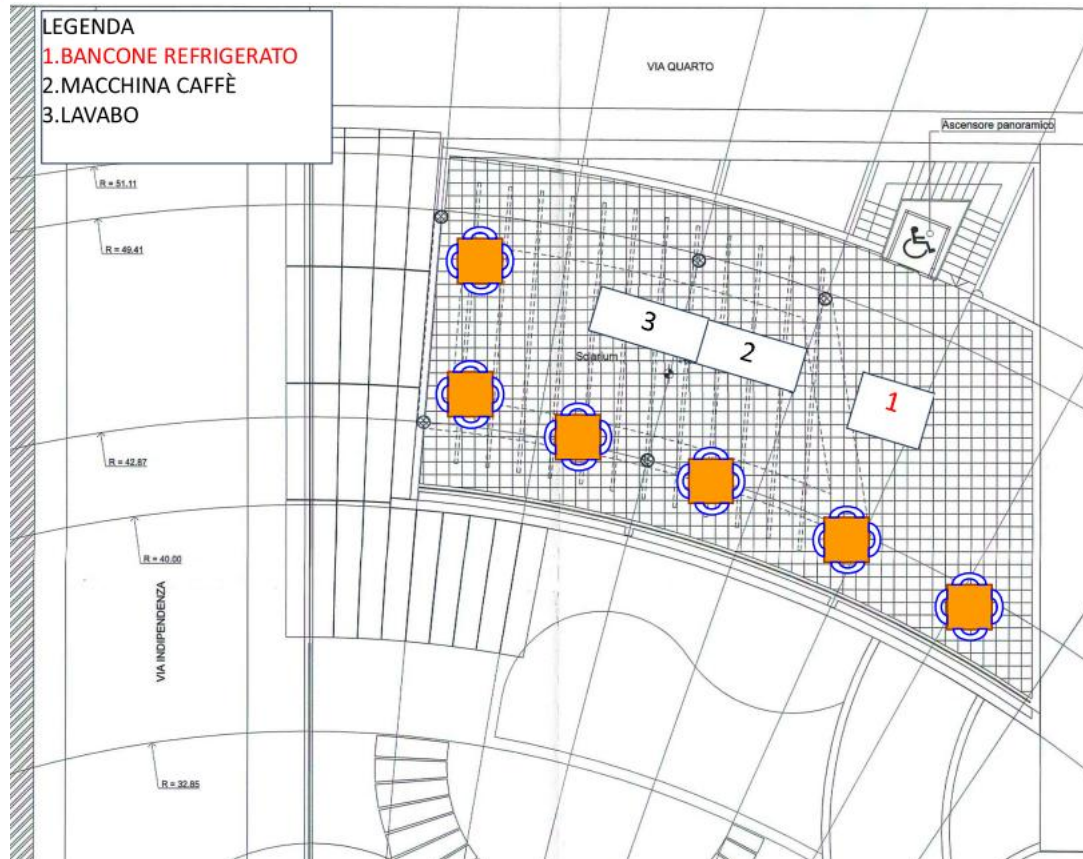 LEGENDA
1.BANCONE REFRIGERATO
2.MACCHINA CAFFÈ
3.LAVABO
VIA QUARTO
Ascensore panoramico
R = 51.11
R = 49.41
3
2
Solarium
1
R = 42.87
R = 40.00
VIA INDIPENDENZA
R = 32.85